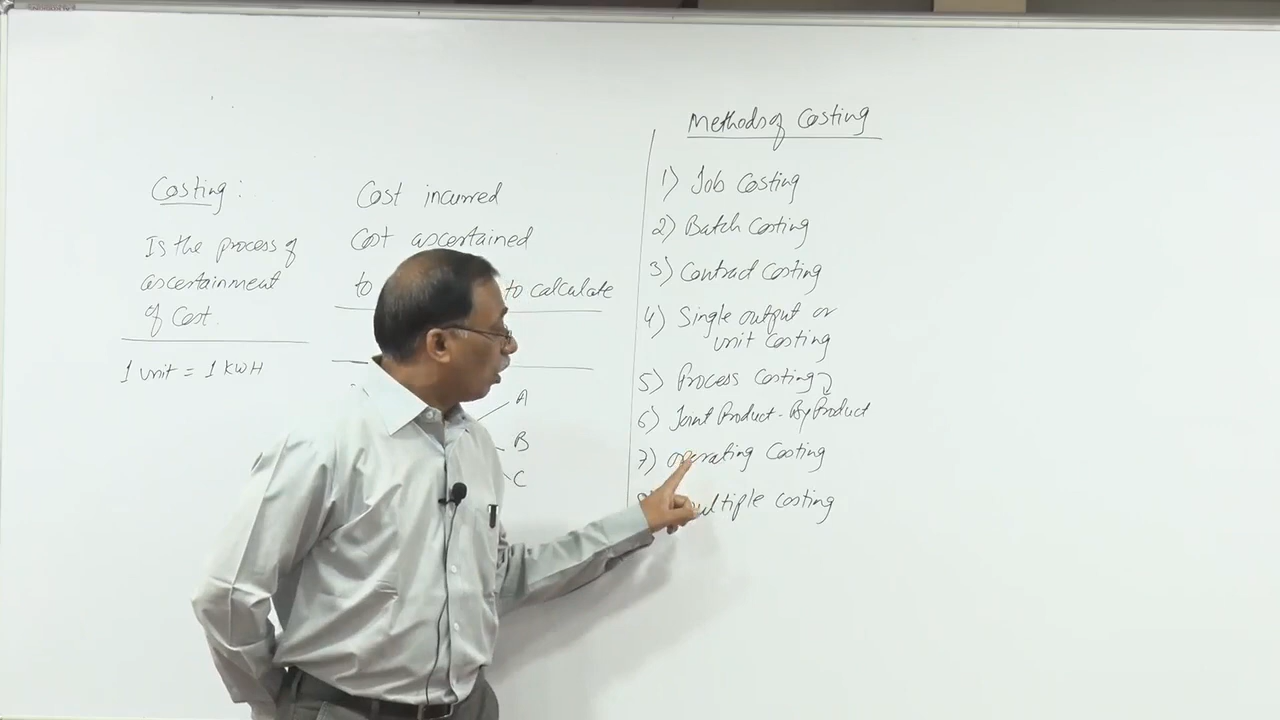 Costing :
Is the process of
ascertainment
of Cost.
1 unit = 1 KWH
Cost incurred
Cost ascertained
to to calculate
A
B
C
Methods of Costing
1) Job Costing
2) Batch Costing
3) Contract Costing
4) Single output or
unit costing
5) Process Costing
6) Joint Product - By Product
7) Operating Costing
costing